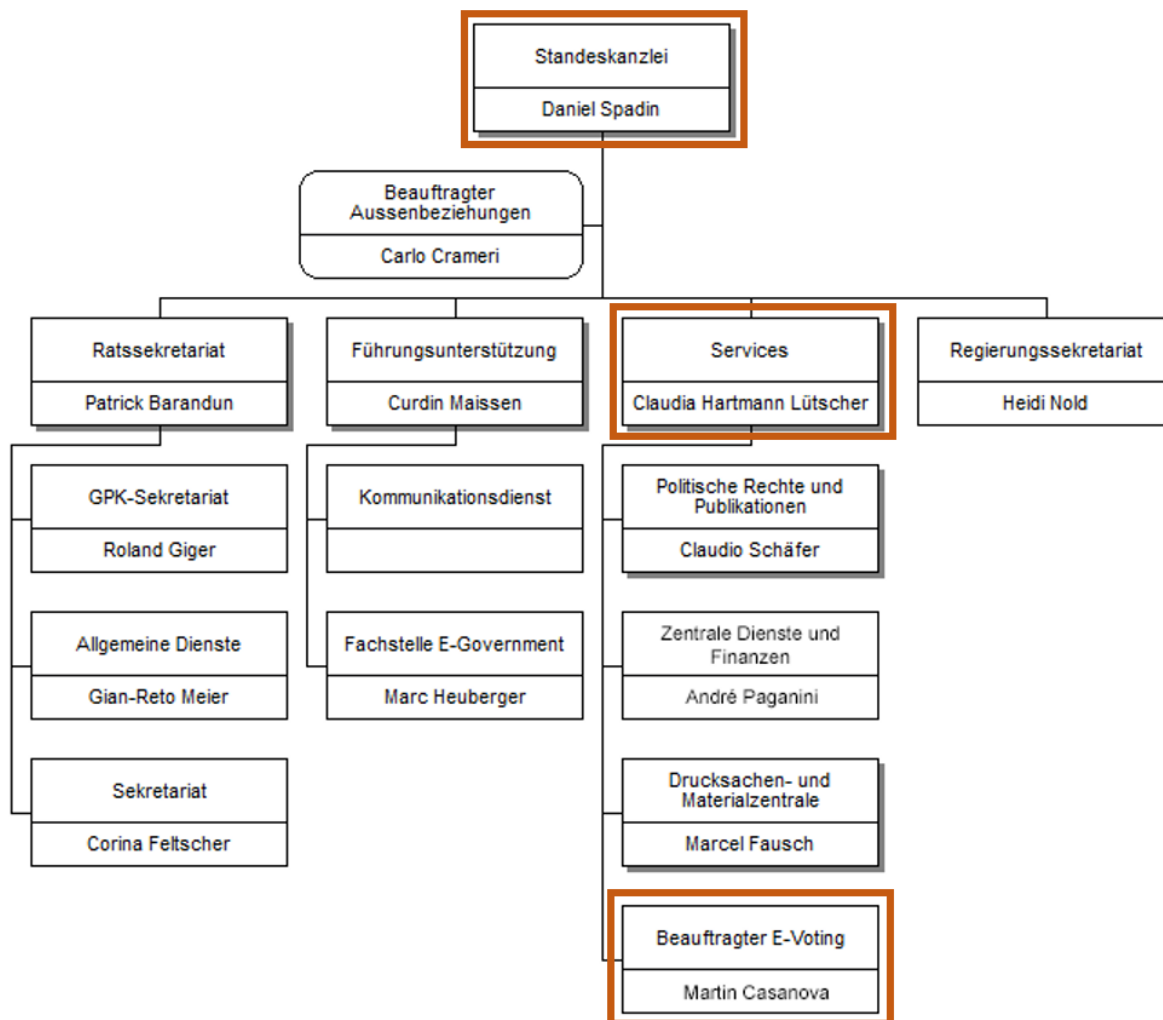 Standeskanzlei
Daniel Spadin
Beauftragter
Aussenbeziehungen
Carlo Crameri
Ratssekretariat
Patrick Barandun
Führungsunterstützung
Curdin Maissen
Services
Claudia Hartmann Lütscher
Regierungssekretariat
Heidi Nold
GPK-Sekretariat
Roland Giger
Kommunikationsdienst
Politische Rechte und
Publikationen
Claudio Schäfer
Allgemeine Dienste
Gian-Reto Meier
Fachstelle E-Government
Marc Heuberger
Zentrale Dienste und
Finanzen
André Paganini
Sekretariat
Corina Feltscher
Drucksachen- und
Materialzentrale
Marcel Fausch
Beauftragter E-Voting
Martin Casanova